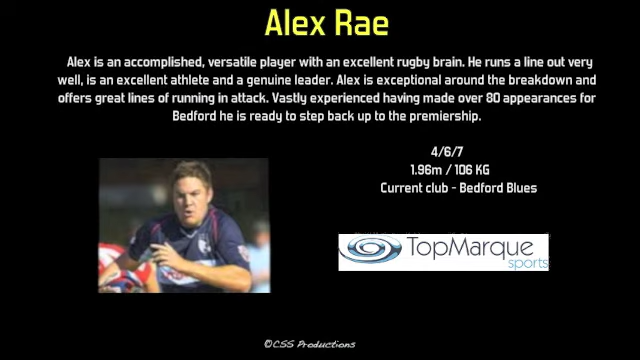 Alex Rae
Alex is an accomplished, versatile player with an excellent rugby brain. He runs a line out very
well, is an excellent athlete and a genuine leader. Alex is exceptional around the breakdown and
offers great lines of running in attack. Vastly experienced having made over 80 appearances for
Bedford he is ready to step back up to the premiership.
4/6/7
1.96m / 106 KG
Current club - Bedford Blues
TopMarque
sports
©CSS Productions